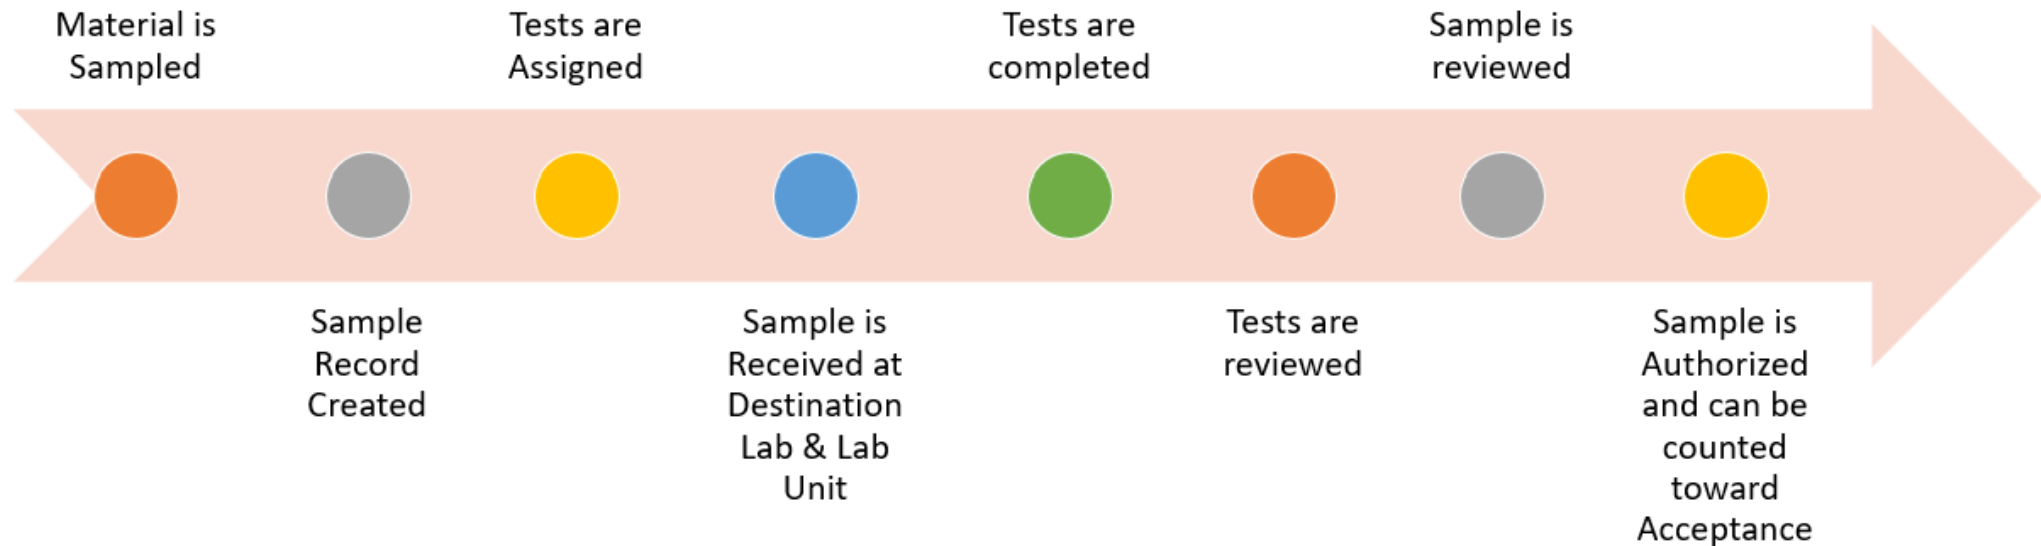 Material is
Sampled
Sample
Record
Created
Tests are
Assigned
Sample is
Received at
Destination
Lab & Lab
Unit
Tests are
completed
Tests are
reviewed
Sample is
reviewed
Sample is
Authorized
and can be
counted
toward
Acceptance